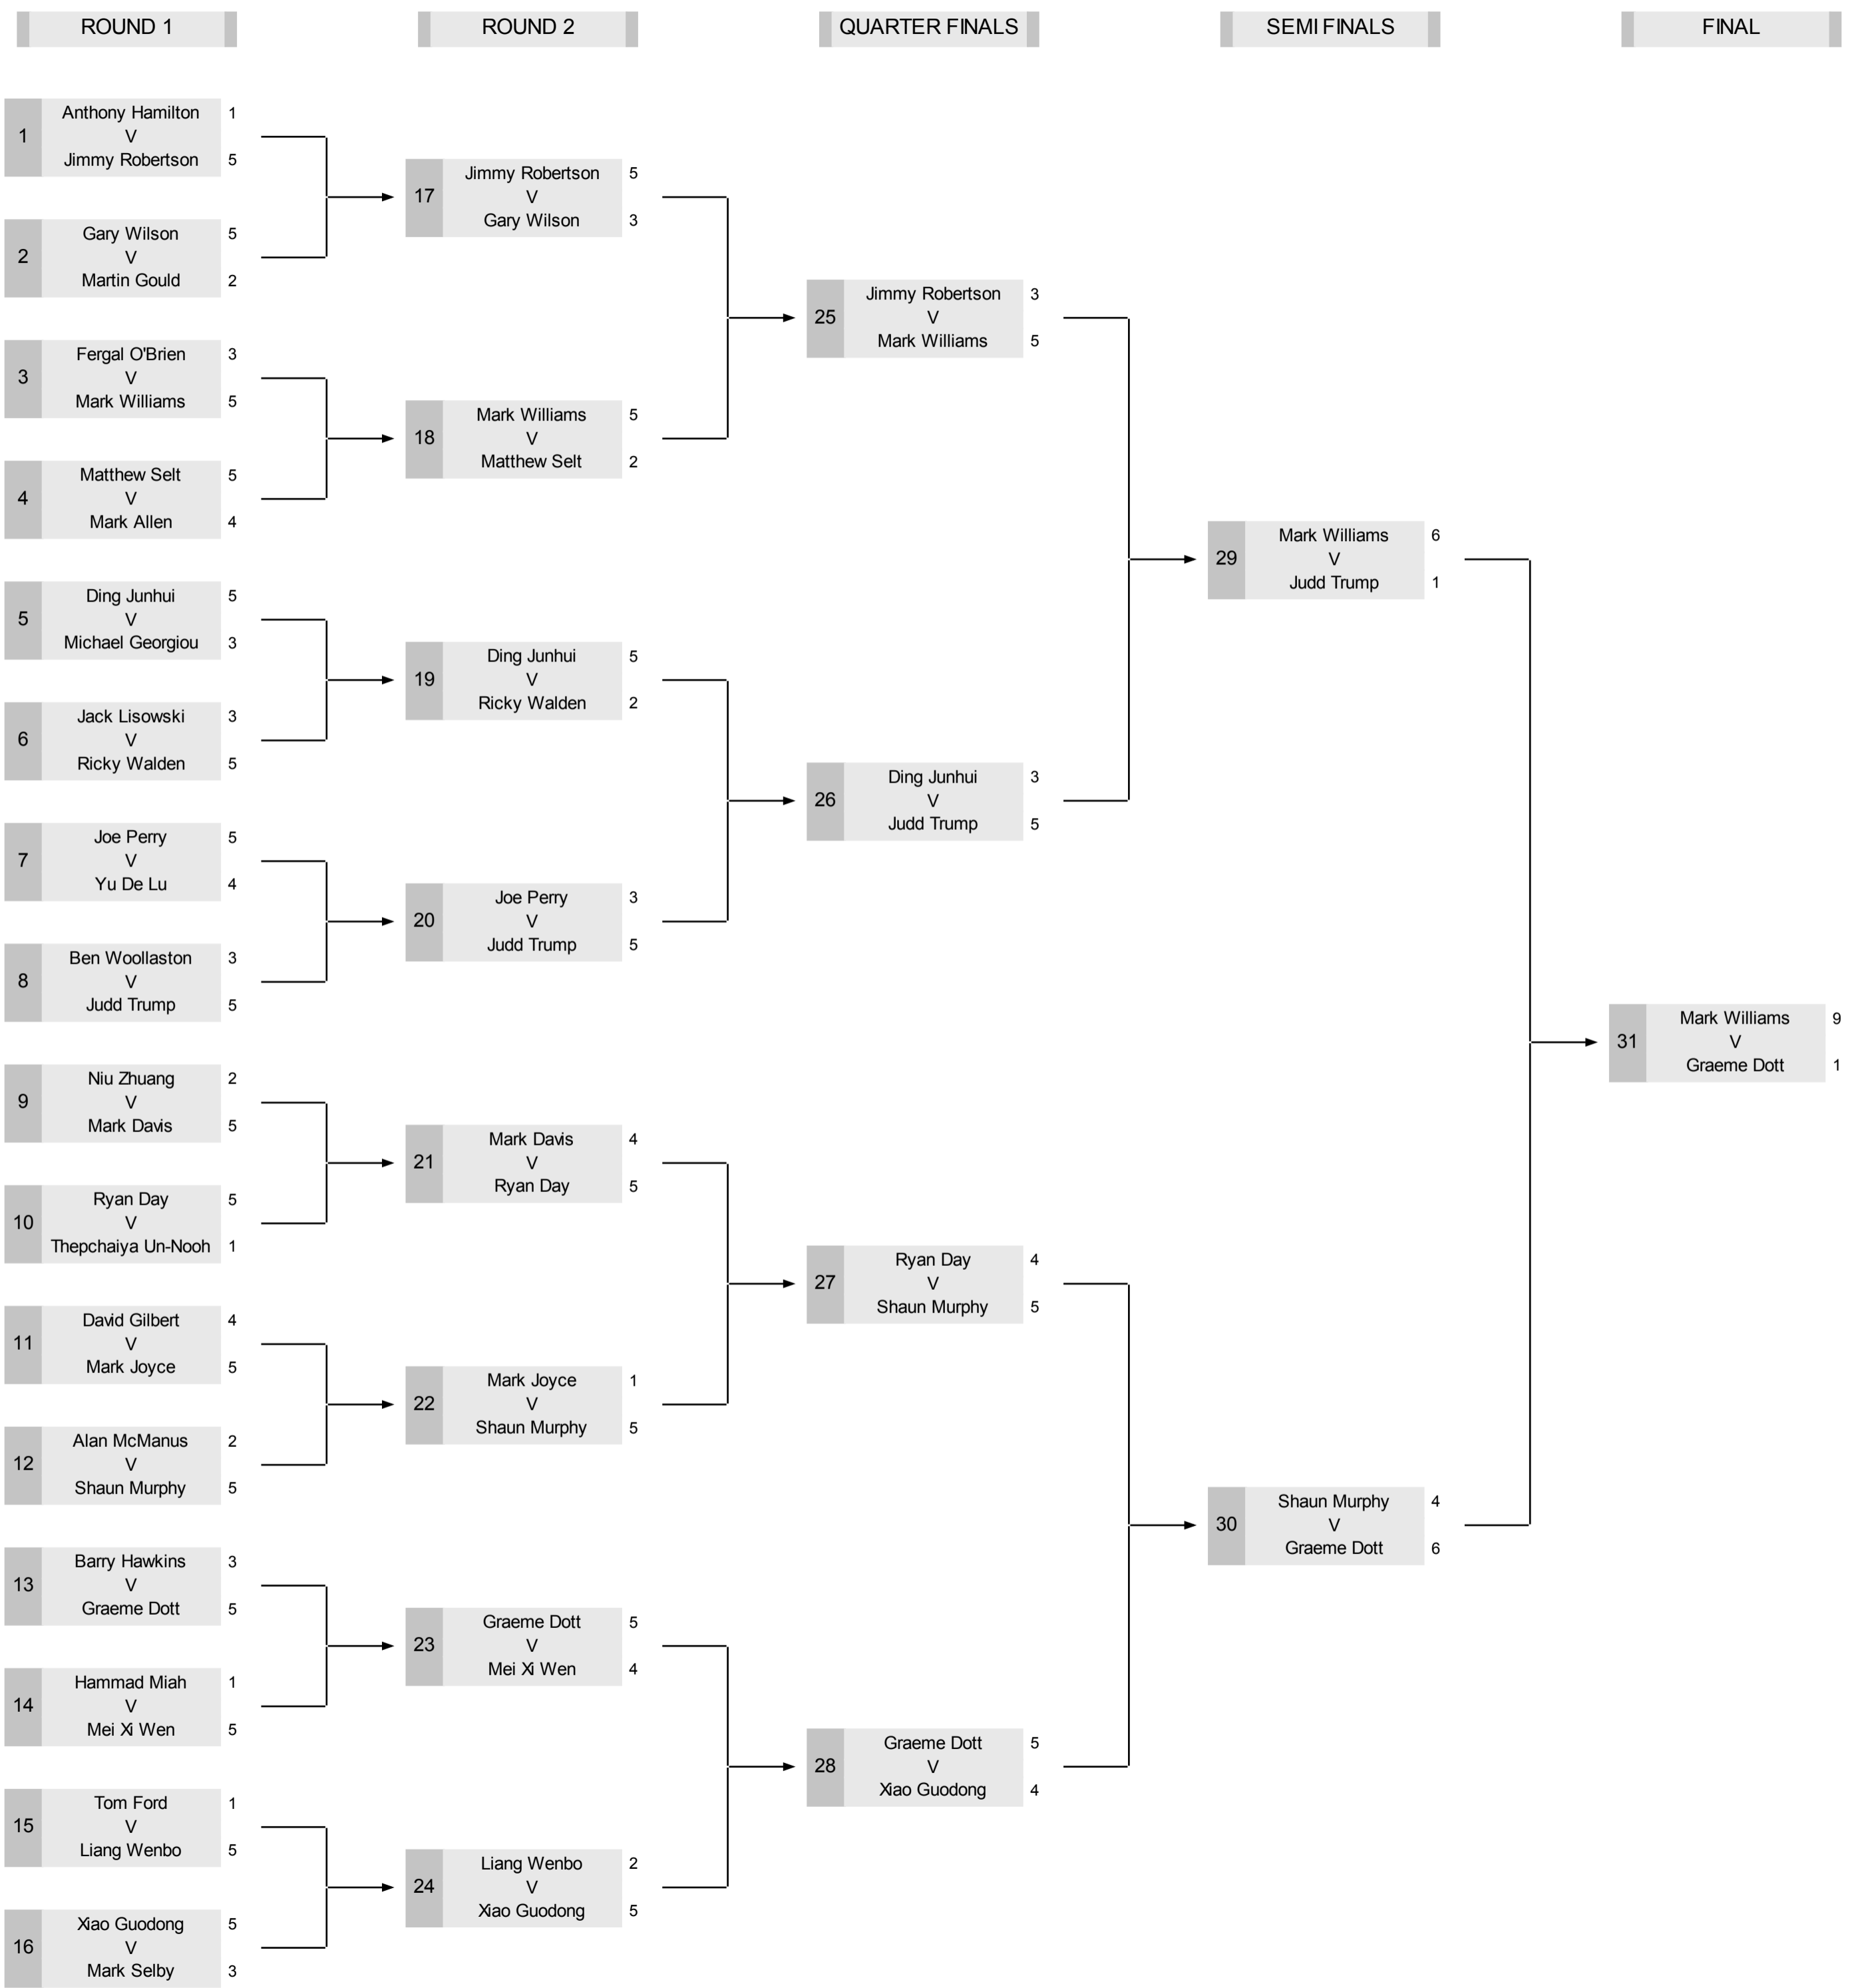 ROUND 1
ROUND 2
QUARTER FINALS
SEMI FINALS
FINAL
1
Anthony Hamilton 1
V
Jimmy Robertson 5
2
Gary Wilson 5
V
Martin Gould 2
3
Fergal O'Brien 3
V
Mark Williams 5
4
Matthew Selt 5
V
Mark Allen 4
5
Ding Junhui 5
V
Michael Georgiou 3
6
Jack Lisowski 3
V
Ricky Walden 5
7
Joe Perry 5
V
Yu De Lu 4
8
Ben Woollaston 3
V
Judd Trump 5
9
Niu Zhuang 2
V
Mark Davis 5
10
Ryan Day 5
V
Thepchaiya Un-Nooh 1
11
David Gilbert 4
V
Mark Joyce 5
12
Alan McManus 2
V
Shaun Murphy 5
13
Barry Hawkins 3
V
Graeme Dott 5
14
Hammad Miah 1
V
Mei Xi Wen 5
15
Tom Ford 1
V
Liang Wenbo 5
16
Xiao Guodong 5
V
Mark Selby 3
17
Jimmy Robertson 5
V
Gary Wilson 3
18
Mark Williams 5
V
Matthew Selt 2
19
Ding Junhui 5
V
Ricky Walden 2
20
Joe Perry 3
V
Judd Trump 5
21
Mark Davis 4
V
Ryan Day 5
22
Mark Joyce 1
V
Shaun Murphy 5
23
Graeme Dott 5
V
Mei Xi Wen 4
24
Liang Wenbo 2
V
Xiao Guodong 5
25
Jimmy Robertson 3
V
Mark Williams 5
26
Ding Junhui 3
V
Judd Trump 5
27
Ryan Day 4
V
Shaun Murphy 5
28
Graeme Dott 5
V
Xiao Guodong 4
29
Mark Williams 6
V
Judd Trump 1
30
Shaun Murphy 4
V
Graeme Dott 6
31
Mark Williams 9
V
Graeme Dott 1